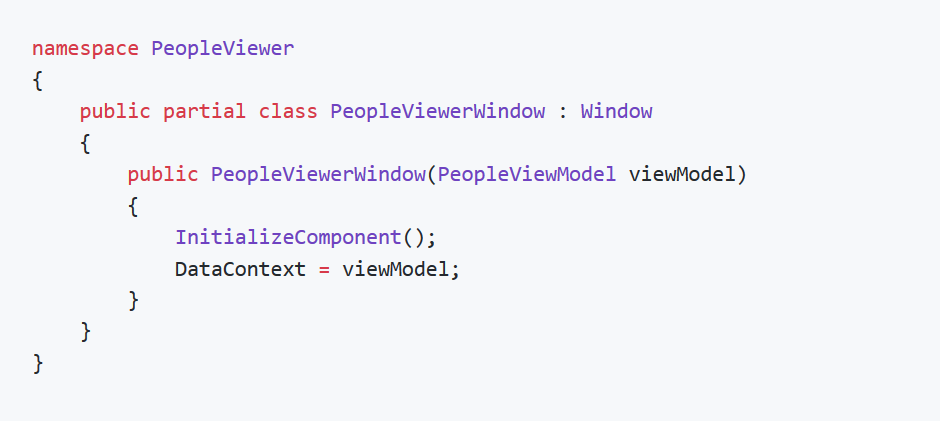 namespace PeopleViewer
{
    public partial class PeopleViewerWindow : Window
    {
        public PeopleViewerWindow(PeopleViewModel viewModel)
        {
            InitializeComponent();
            DataContext = viewModel;
        }
    }
}